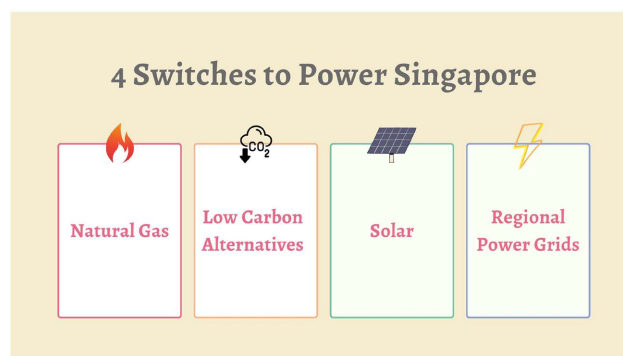 4 Switches to Power Singapore
CO2
Natural Gas
Low Carbon
Alternatives
Solar
Regional
Power Grids